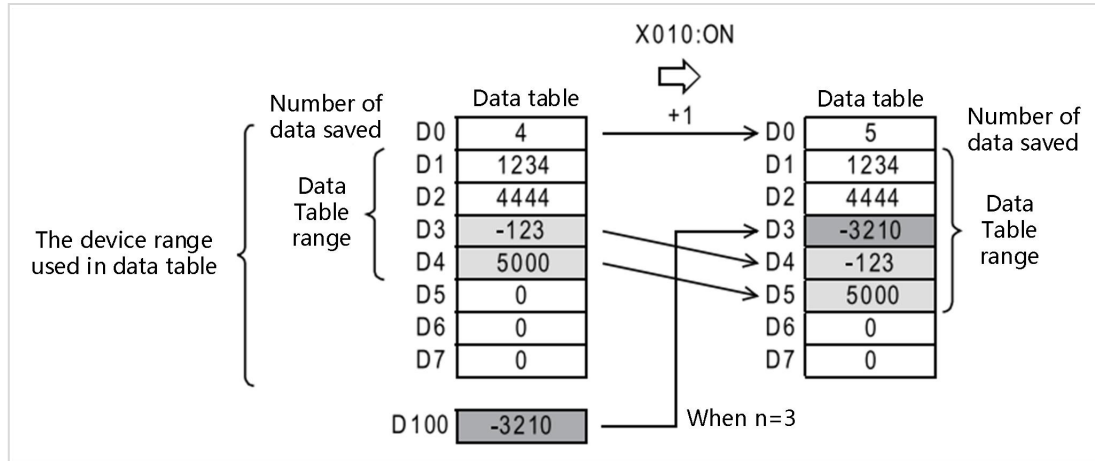 X010:ON
Number of
data saved
Data table
+1
Data table
Number of
data saved
D0 4 D0 5
D1 1234 D1 1234
D2 4444 D2 4444
D3 -123 D3 -3210
D4 5000 D4 -123
D5 0 D5 5000
D6 0 D6 0
D7 0 D7 0
Data
Table
range
The device range
used in data table
Data
Table
range
D100 -3210
When n=3